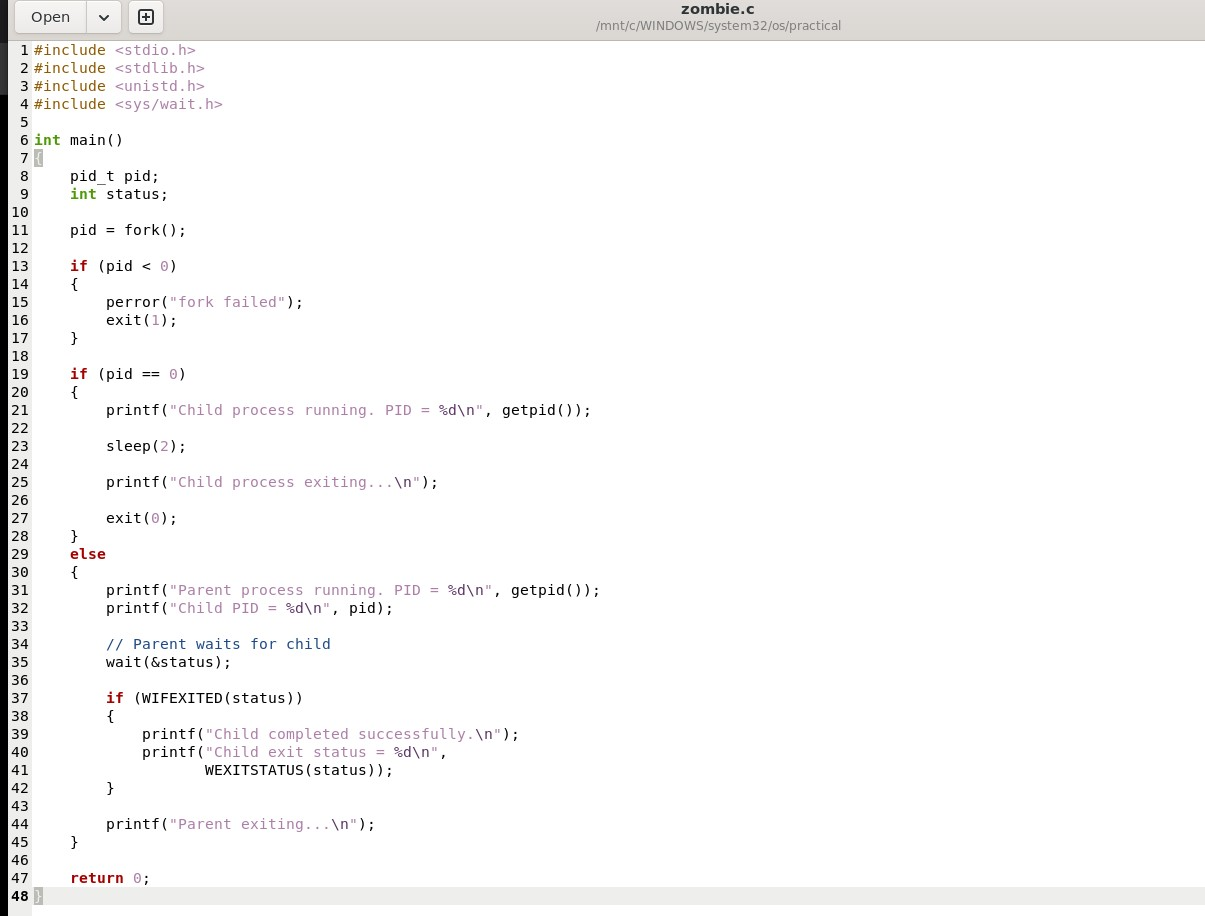 Open
zombie.c
/mnt/c/WINDOWS/system32/os/practical
1 #include <stdio.h>
2 #include <stdlib.h>
3 #include <unistd.h>
4 #include <sys/wait.h>
5
6 int main()
7 {
8     pid_t pid;
9     int status;
10
11     pid = fork();
12
13     if (pid < 0)
14     {
15         perror("fork failed");
16         exit(1);
17     }
18
19     if (pid == 0)
20     {
21         printf("Child process running. PID = %d\n", getpid());
22
23         sleep(2);
24
25         printf("Child process exiting...\n");
26
27         exit(0);
28     }
29     else
30     {
31         printf("Parent process running. PID = %d\n", getpid());
32         printf("Child PID = %d\n", pid);
33
34         // Parent waits for child
35         wait(&status);
36
37         if (WIFEXITED(status))
38         {
39             printf("Child completed successfully.\n");
40             printf("Child exit status = %d\n",
41                    WEXITSTATUS(status));
42         }
43
44         printf("Parent exiting...\n");
45     }
46
47     return 0;
48 }